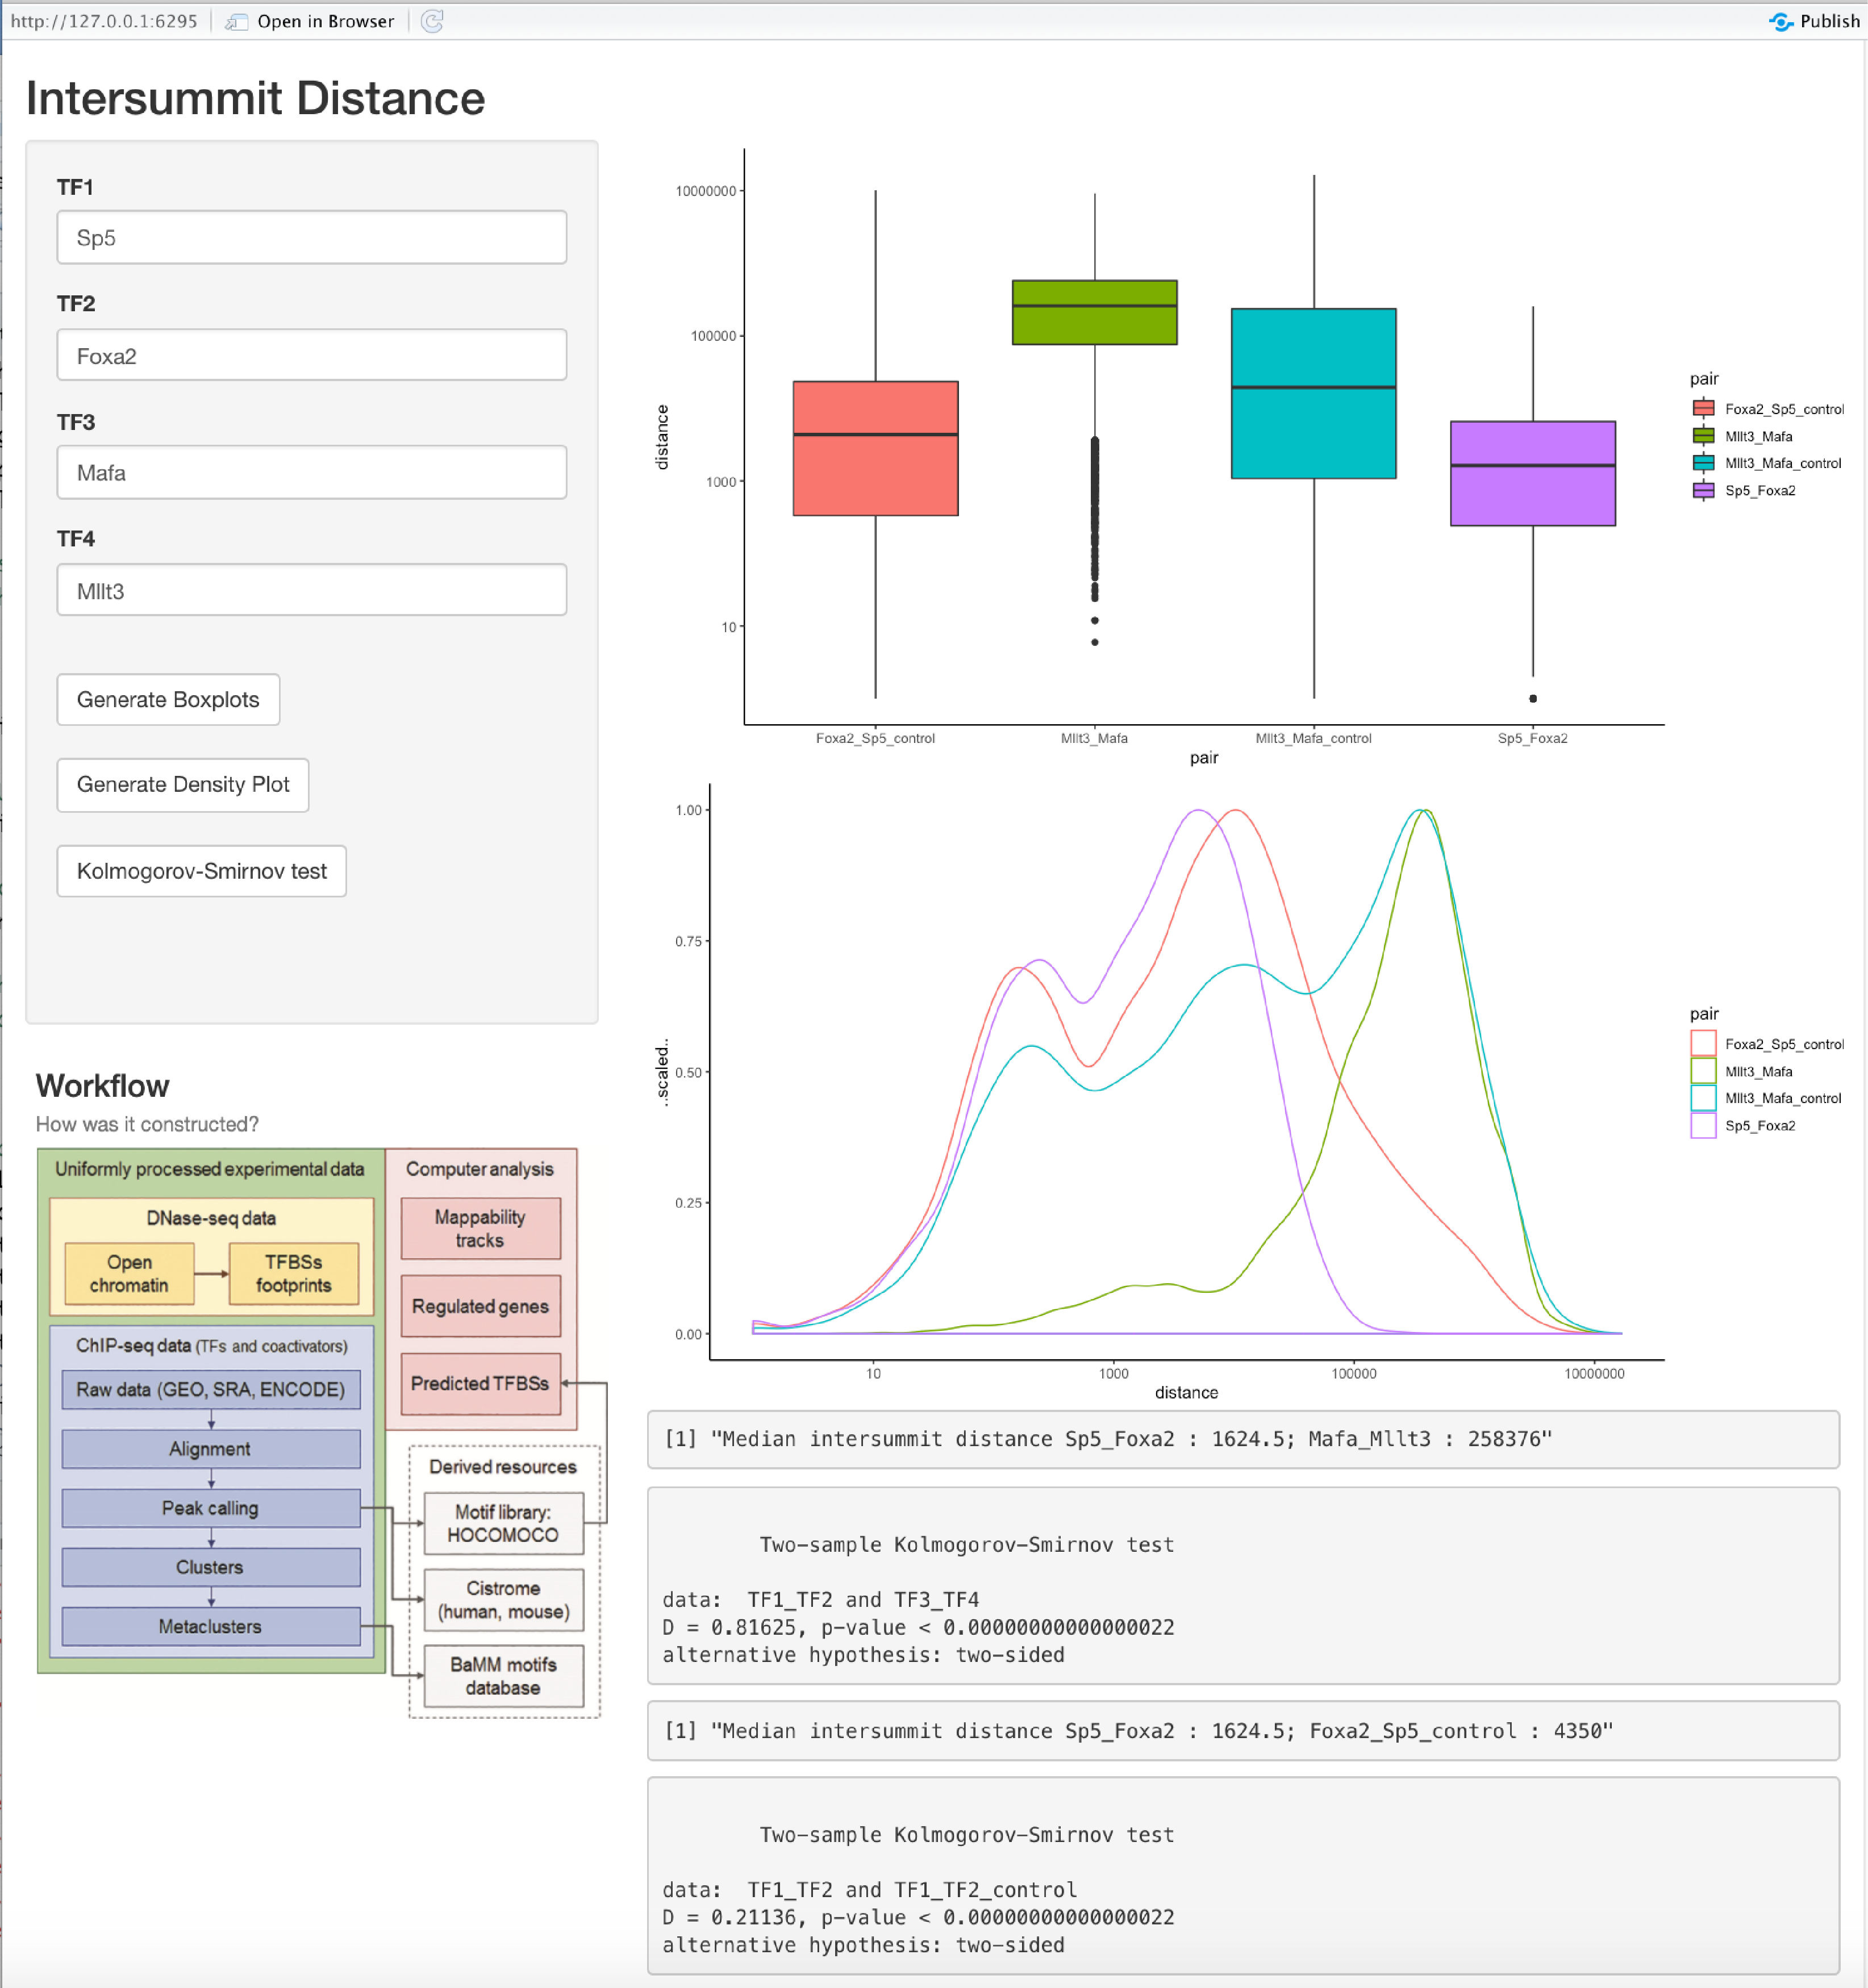 http://127.0.0.1:6295
Open in Browser
Publish
Intersummit Distance
TF1
Sp5
TF2
Foxa2
TF3
Mafa
TF4
Mllt3
Generate Boxplots
Generate Density Plot
Kolmogorov-Smirnov test
Workflow
How was it constructed?
Uniformly processed experimental data
DNase-seq data
Open
chromatin
TFBSs
footprints
ChIP-seq data (TFs and coactivators)
Raw data (GEO, SRA, ENCODE)
Alignment
Peak calling
Clusters
Metaclusters
Computer analysis
Mappability
tracks
Regulated genes
Predicted TFBSs
Derived resources
Motif library:
HOCOMOCO
Cistrome
(human, mouse)
BaMM motifs
database
10000000
100000
1000
10
distance
Foxa2_Sp5_control
Mllt3_Mafa
Mllt3_Mafa_control
Sp5_Foxa2
pair
pair
Foxa2_Sp5_control
Mllt3_Mafa
Mllt3_Mafa_control
Sp5_Foxa2
1.00
0.75
0.50
0.25
0.00
..scaled..
10
1000
100000
10000000
distance
pair
Foxa2_Sp5_control
Mllt3_Mafa
Mllt3_Mafa_control
Sp5_Foxa2
[1] "Median intersummit distance Sp5_Foxa2 : 1624.5; Mafa_Mllt3 : 258376"
Two-sample Kolmogorov-Smirnov test
data: TF1_TF2 and TF3_TF4
D = 0.81625, p-value < 0.00000000000000022
alternative hypothesis: two-sided
[1] "Median intersummit distance Sp5_Foxa2 : 1624.5; Foxa2_Sp5_control : 4350"
Two-sample Kolmogorov-Smirnov test
data: TF1_TF2 and TF1_TF2_control
D = 0.21136, p-value < 0.00000000000000022
alternative hypothesis: two-sided